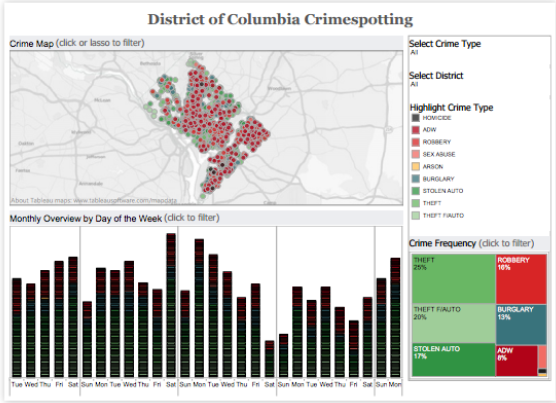 District of Columbia Crimespotting
Crime Map (click or lasso to filter)
About Tableau maps: www.tableausoftware.com/mapdata
Monthly Overview by Day of the Week (click to filter)
Tue Wed Thu Fri Sat Sun Mon Tue Wed Thu Fri Sat Sun Mon Tue Wed Thu Fri Sat Sun Mon Tue Wed Thu Fri Sat Sun Mon
Select Crime Type
All
Select District
All
Highlight Crime Type
HOMICIDE
ADW
ROBBERY
SEX ABUSE
ARSON
BURGLARY
STOLEN AUTO
THEFT
THEFT F/AUTO
Crime Frequency (click to filter)
THEFT
25%
ROBBERY
16%
THEFT F/AUTO
20%
BURGLARY
13%
STOLEN AUTO
17%
ADW
8%